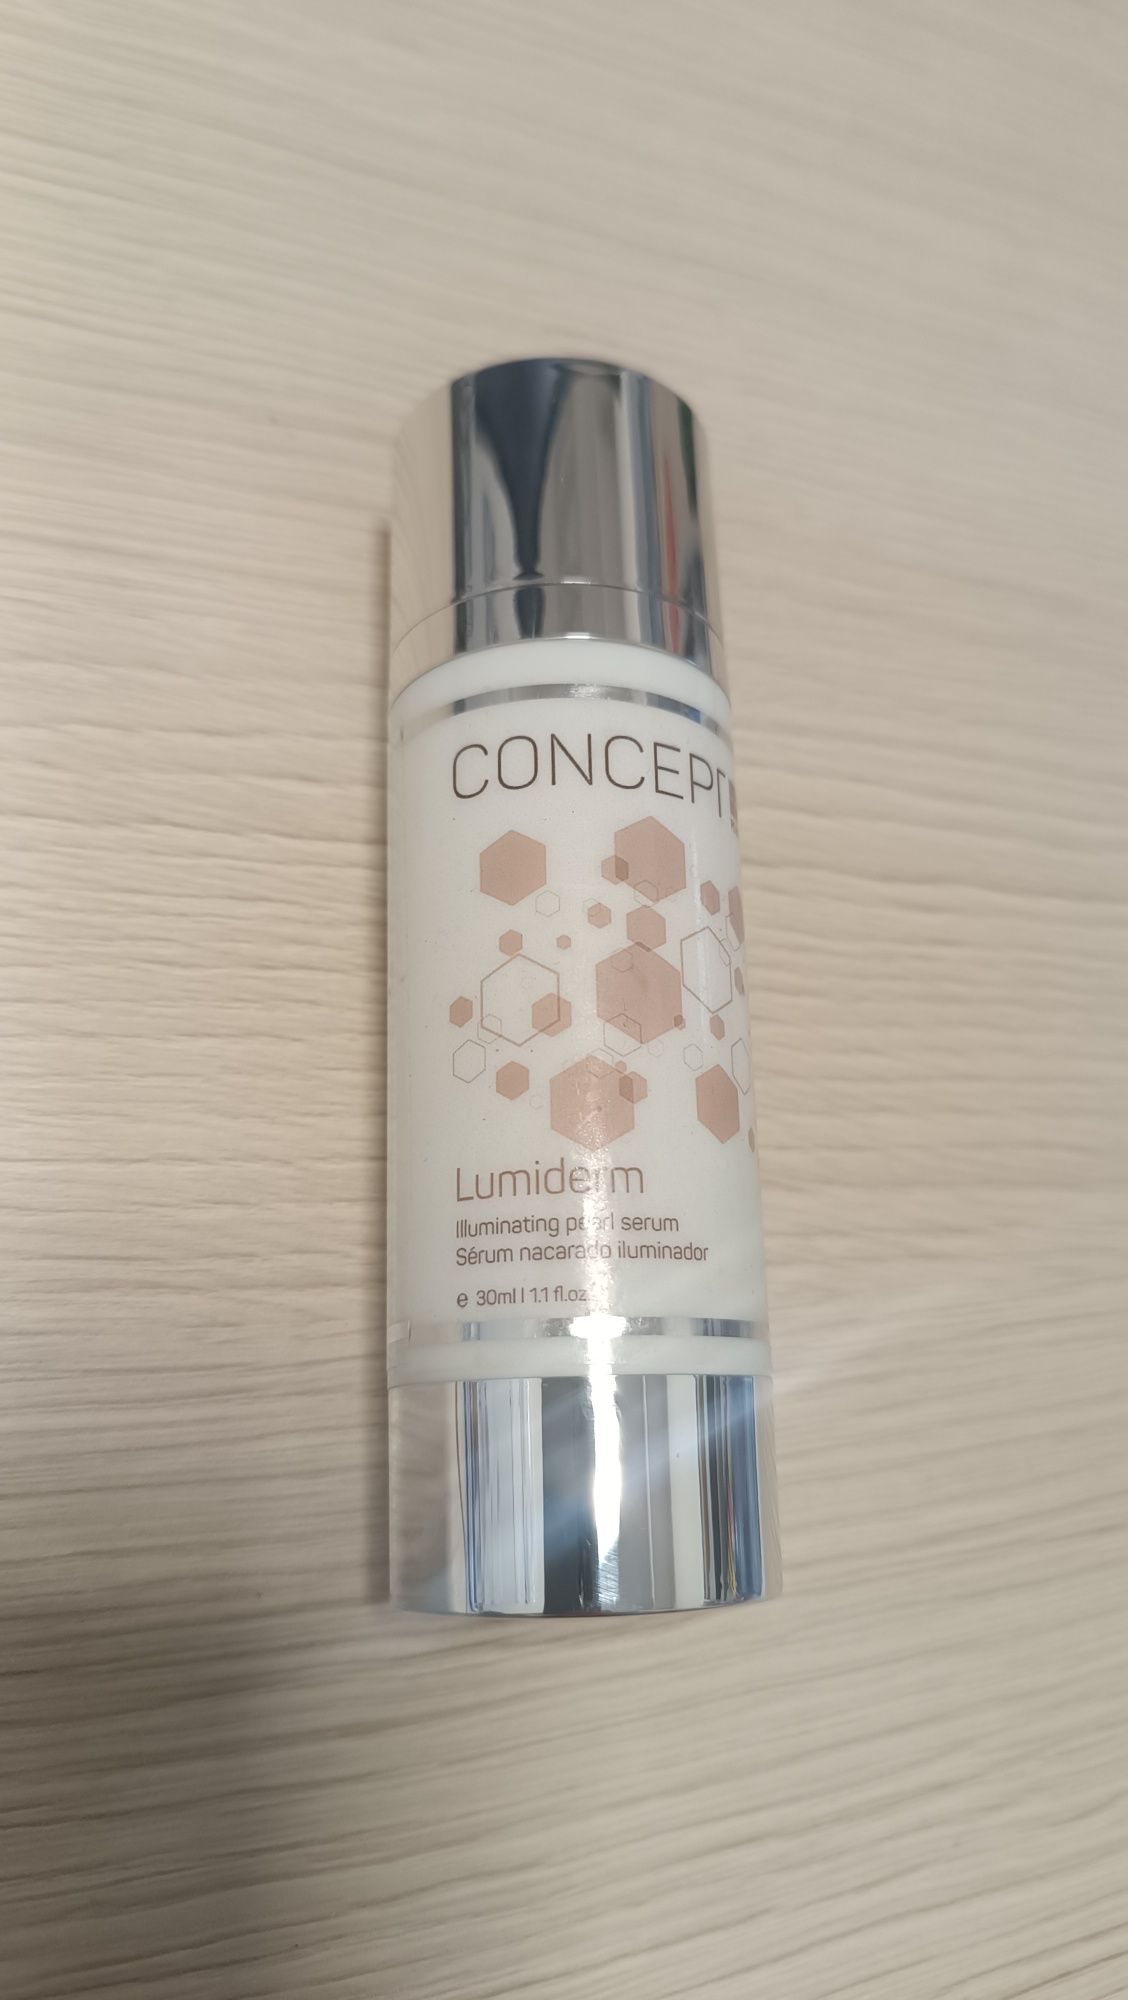 CONCEPT
Lumiderm
Illuminating pearl serum
Sérum nacarado iluminador
e 30ml | 1.1 fl.oz